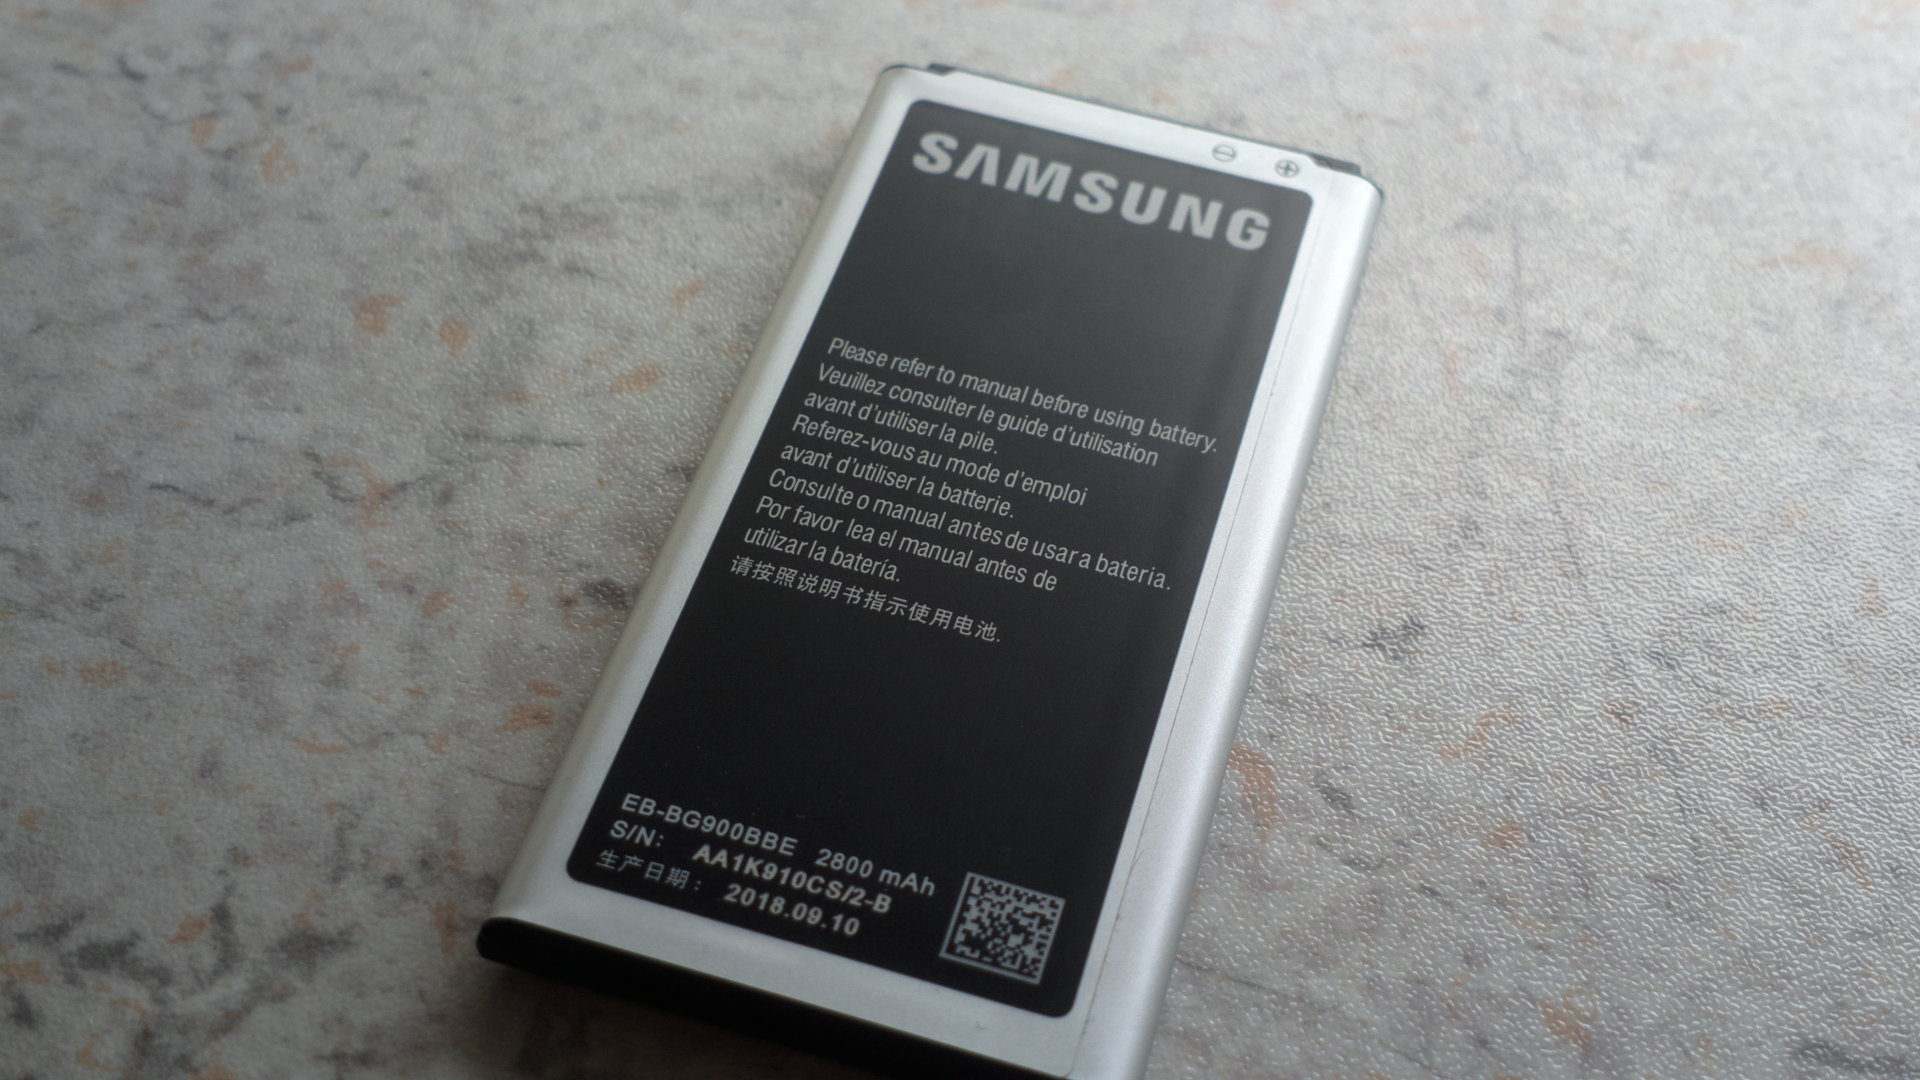 SAMSUNG
Please refer to manual before using battery.
Veuillez consulter le guide d'utilisation
avant d'utiliser la pile.
Referez-vous au mode d'emploi
avant d'utiliser la batterie.
Consulte o manual antes de usar a bateria.
Por favor lea el manual antes de
utilizar la batería.
请按照说明书指示使用电池.
EB-BG900BBE 2800 mAh
S/N: AA1K910CS/2-B
生产日期: 2018.09.10